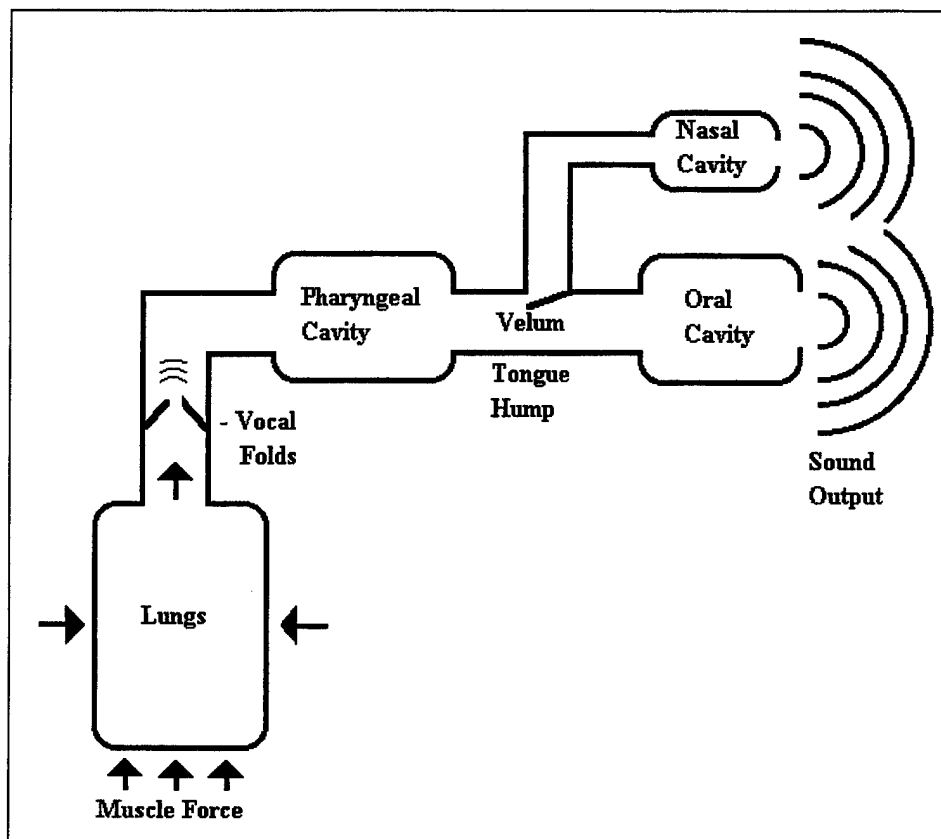 Nasal
Cavity
Pharyngeal
Cavity
Oral
Cavity
Velum
Tongue
Hump
- Vocal
Folds
Sound
Output
Lungs
Muscle Force